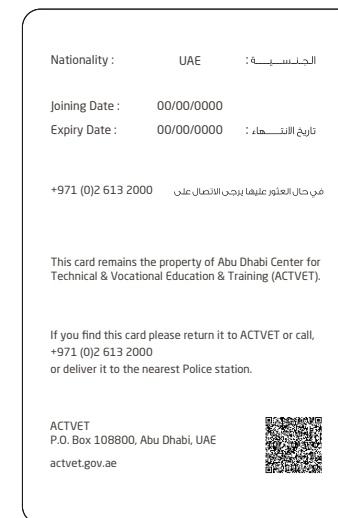 Nationality : UAE الجنسية :
Joining Date : 00/00/0000
Expiry Date : 00/00/0000 تاريخ الانتهاء :
+971 (0)2 613 2000 في حال العثور عليها يرجى الاتصال على
This card remains the property of Abu Dhabi Center for
Technical & Vocational Education & Training (ACTVET).
If you find this card please return it to ACTVET or call,
+971 (0)2 613 2000
or deliver it to the nearest Police station.
ACTVET
P.O. Box 108800, Abu Dhabi, UAE
actvet.gov.ae